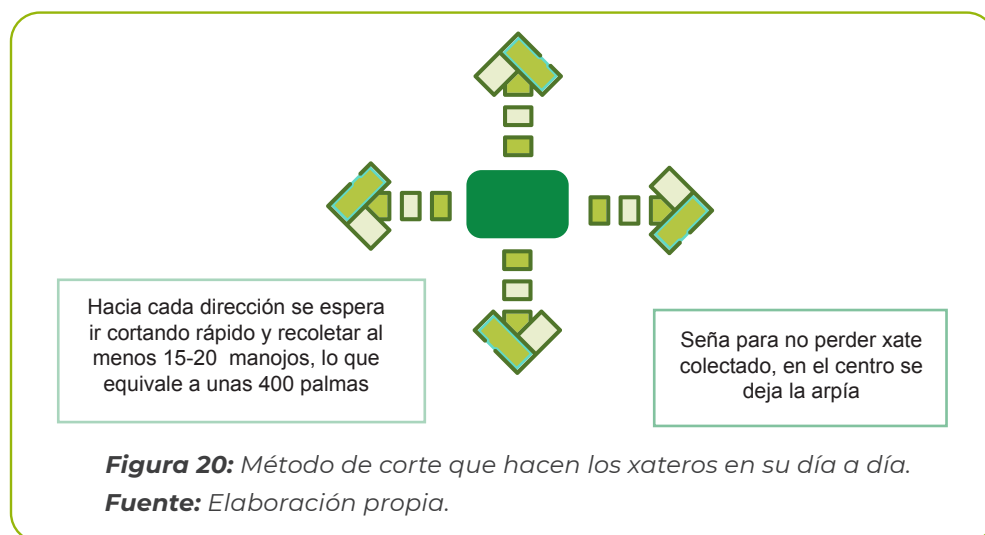 Hacia cada dirección se espera
ir cortando rápido y recoletar al
menos 15-20 manojos, lo que
equivale a unas 400 palmas
Seña para no perder xate
colectado, en el centro se
deja la arpía
Figura 20: Método de corte que hacen los xateros en su día a día.
Fuente: Elaboración propia.